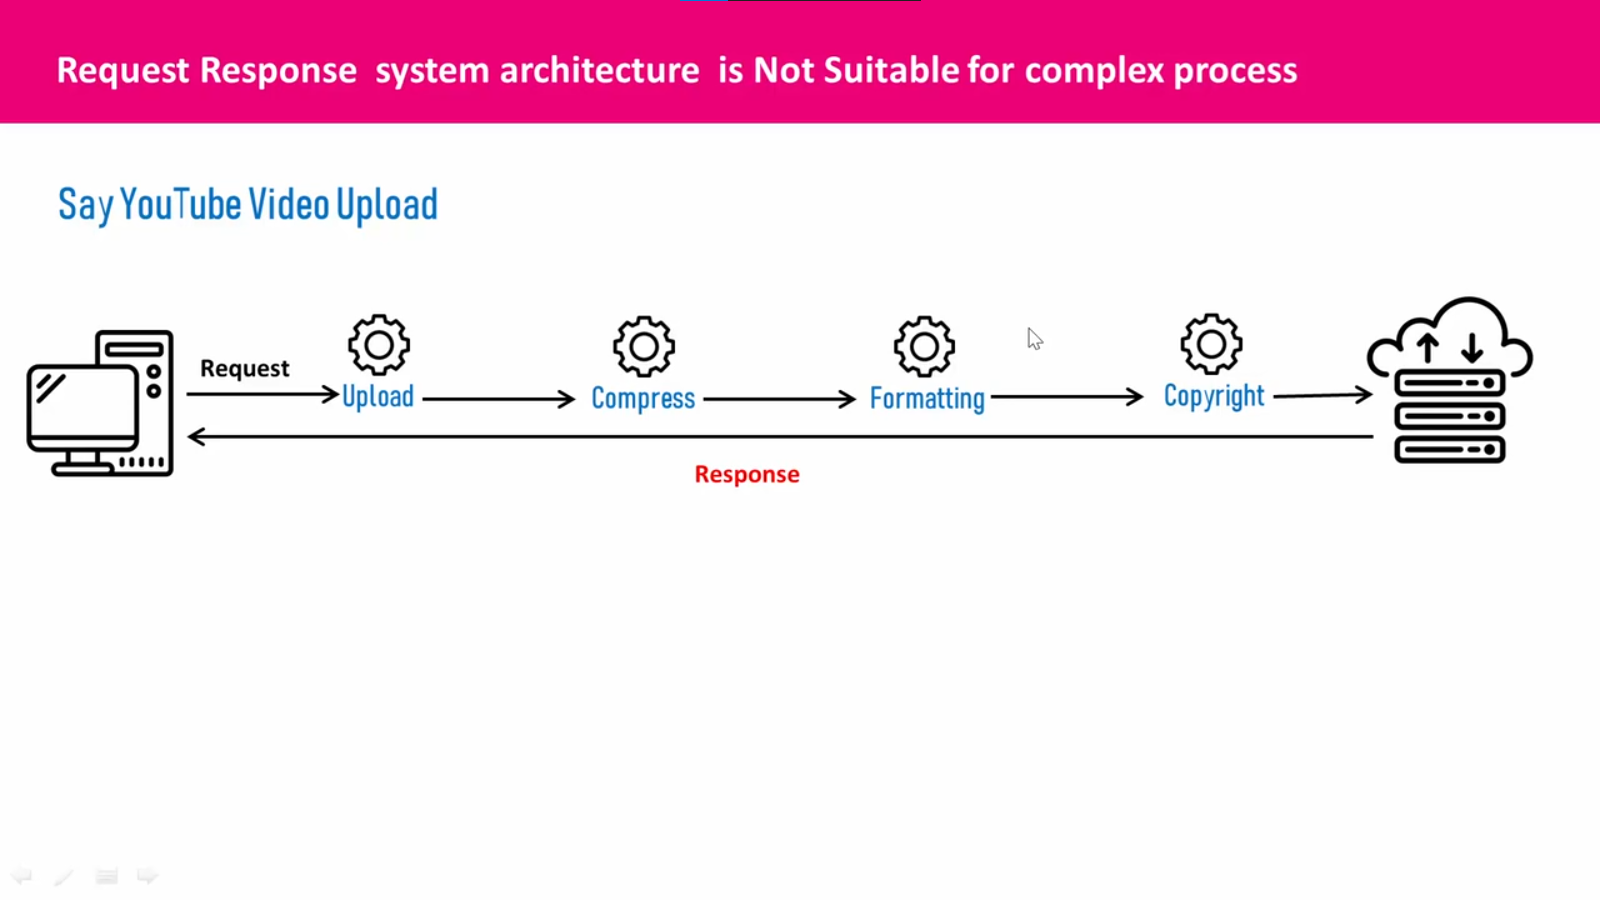 Request Response system architecture is Not Suitable for complex process
Say YouTube Video Upload
Request
Upload
Compress
Formatting
Copyright
Response